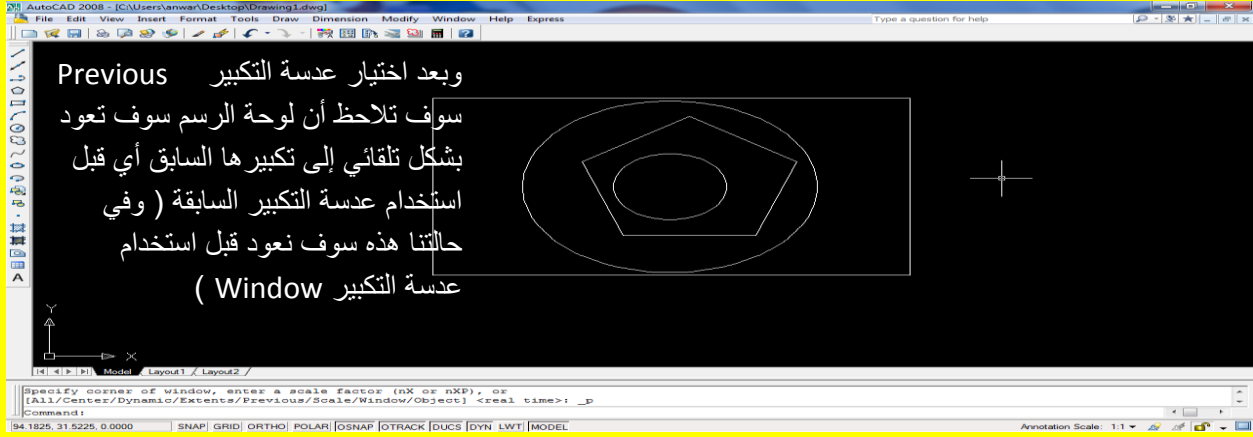 AutoCAD 2008 - [C:\Users\anwar\Desktop\Drawing1.dwg]
File Edit View Insert Format Tools Draw Dimension Modify Window Help Express Type a question for help
وبعد اختيار عدسة التكبير Previous
سوف تلاحظ أن لوحة الرسم سوف تعود
بشكل تلقائي إلى تكبيرها السابق أي قبل
استخدام عدسة التكبير السابقة ( وفي
حالتنا هذه سوف نعود قبل استخدام
عدسة التكبير Window )
A
Y
X
Model Layout1 Layout2
Specify corner of window, enter a scale factor (nX or nXP), or
[All/Center/Dynamic/Extents/Previous/Scale/Window/Object] <real time>: _p
Command:
94.1825, 31.5225, 0.0000 SNAP GRID ORTHO POLAR OSNAP OTRACK DUCS DYN LWT MODEL Annotation Scale: 1:1